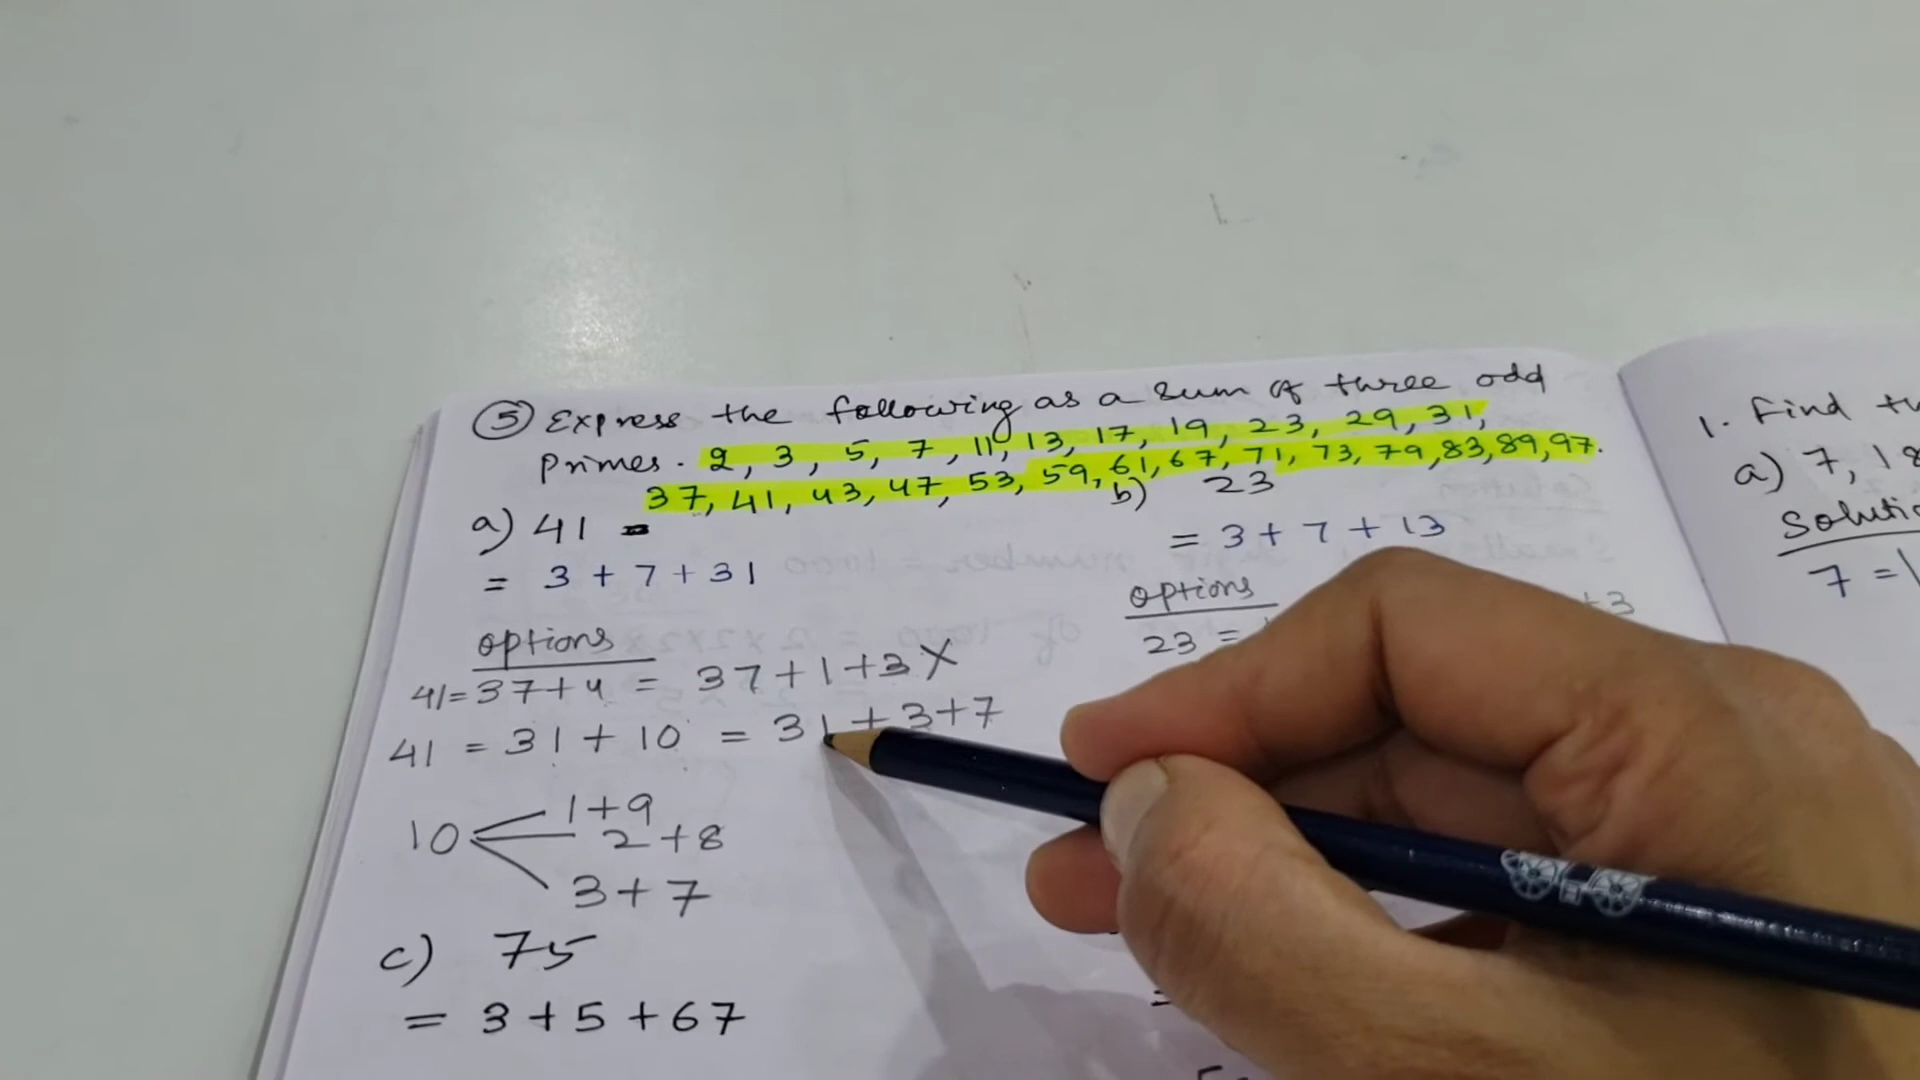 ⑤ Express the following as a sum of three odd
Primes. 2, 3, 5, 7, 11, 13, 17, 19, 23, 29, 31,
37, 41, 43, 47, 53, 59, 61, 67, 71, 73, 79, 83, 89, 97.
a) 41 =
= 3 + 7 + 31
options
41 = 37 + 4 = 37 + 1 + 3 X
41 = 31 + 10 = 31 + 3 + 7
10
1 + 9
2 + 8
3 + 7
c) 75
= 3 + 5 + 67
b) 23
= 3 + 7 + 13
options
23 =
+3
1. Find
a) 7,
7 =